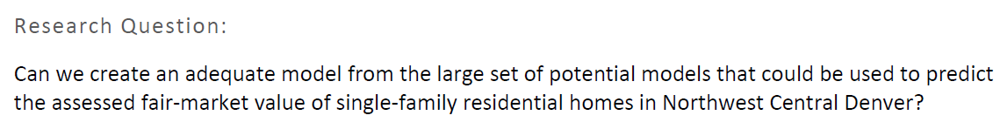 Research Question:
Can we create an adequate model from the large set of potential models that could be used to predict
the assessed fair-market value of single-family residential homes in Northwest Central Denver?